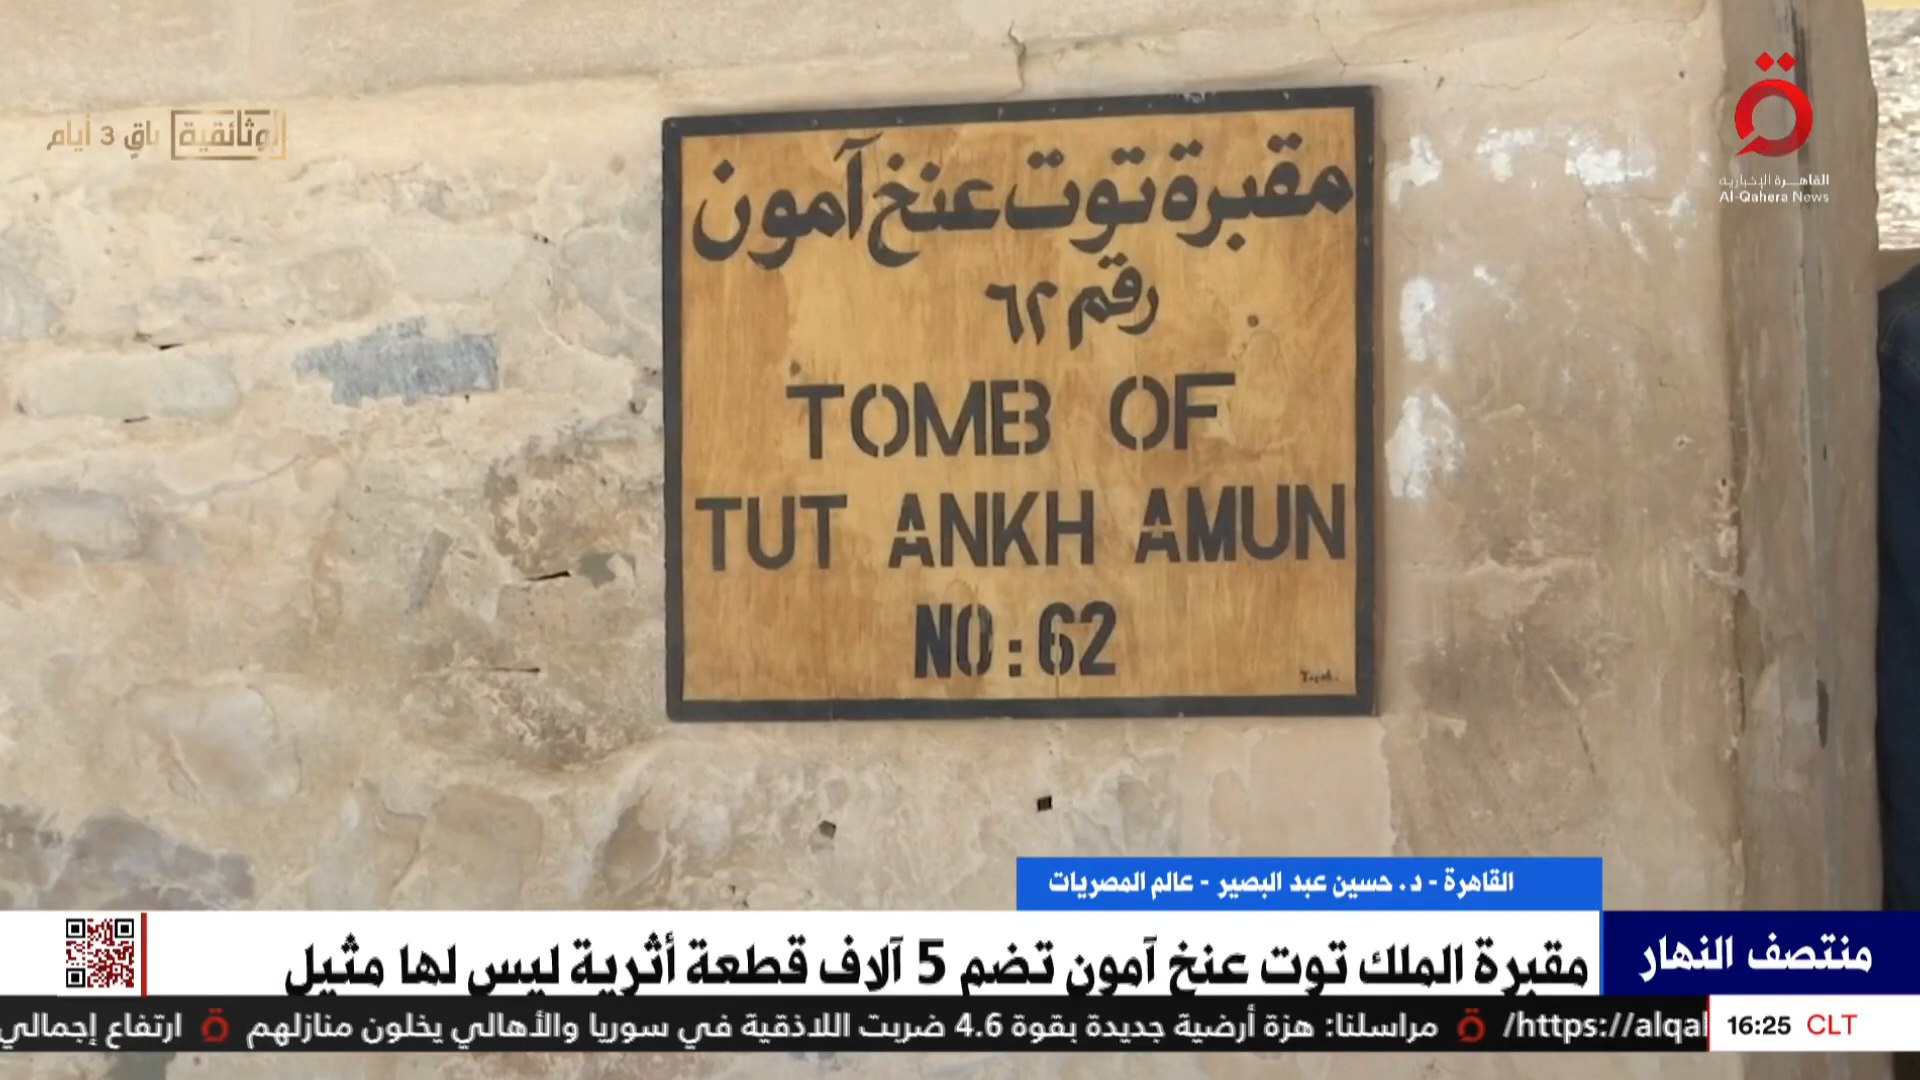 باقٍ 3 أيام
الوثائقية
القاهرة الإخبارية
Al-Qahera News
مقبرة توت عنخ آمون
رقم ٦٢
TOMB OF
TUT ANKH AMUN
NO : 62
القاهرة - د. حسين عبد البصير - عالم المصريات
منتصف النهار
مقبرة الملك توت عنخ آمون تضم 5 آلاف قطعة أثرية ليس لها مثيل
/https://alqal
مراسلنا: هزة أرضية جديدة بقوة 4.6 ضربت اللاذقية في سوريا والأهالي يخلون منازلهم
ارتفاع إجمالي
16:25 CLT